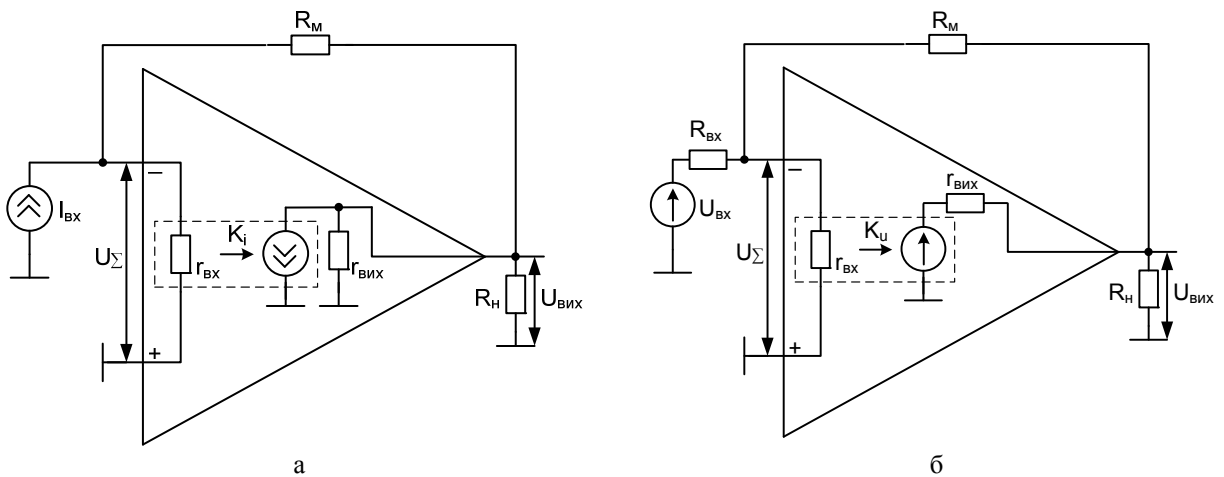 Rм
Iвх
–
UΣ
rвх
Ki
rвих
+
Rн
Uвих
а
Rм
Rвх
Uвх
–
UΣ
rвх
Ku
rвих
+
Rн
Uвих
б